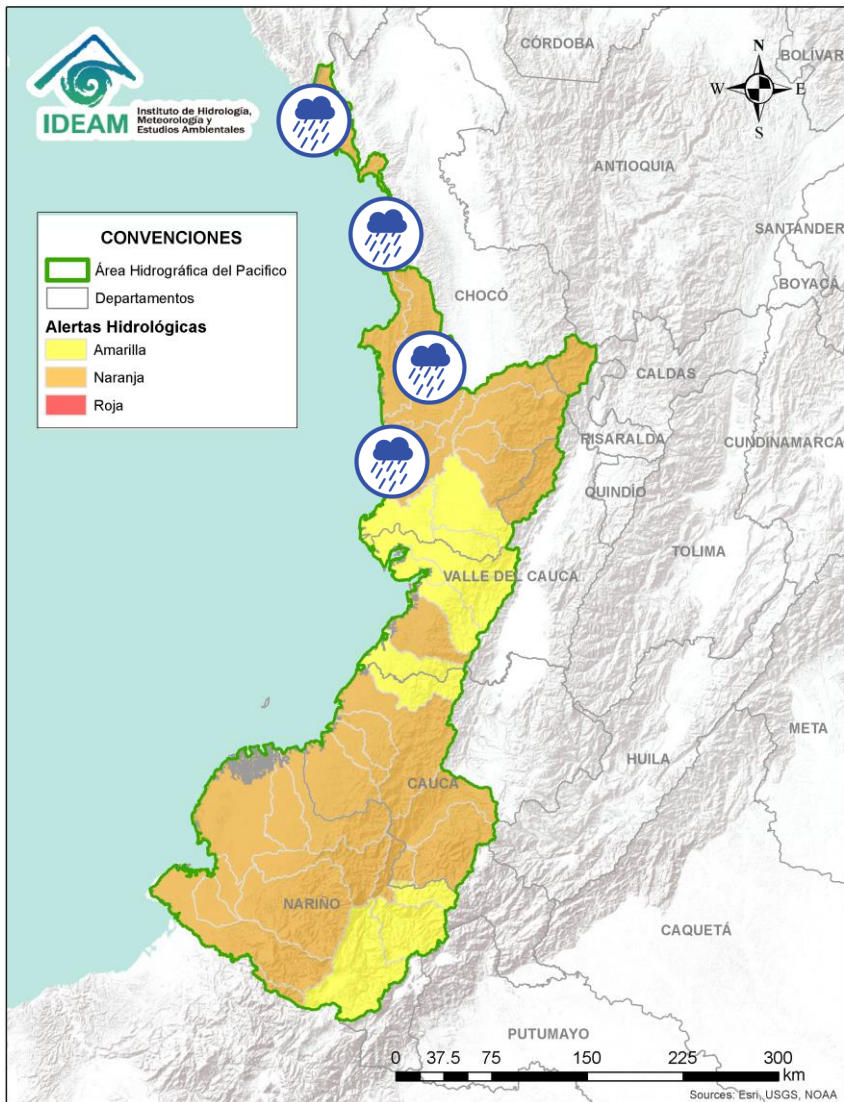 IDEAM
Instituto de Hidrología,
Meteorología y
Estudios Ambientales
N
W E
S
CÓRDOBA
BOLÍVAR
ANTIOQUIA
SANTANDER
BOYACÁ
CHOCÓ
CALDAS
RISARALDA
CUNDINAMARCA
QUINDÍO
TOLIMA
VALLE DEL CAUCA
META
HUILA
CAUCA
NARIÑO
CAQUETÁ
PUTUMAYO
CONVENCIONES
Área Hidrográfica del Pacifico
Departamentos
Alertas Hidrológicas
Amarilla
Naranja
Roja
0 37.5 75 150 225 300
km
Sources: Esri, USGS, NOAA